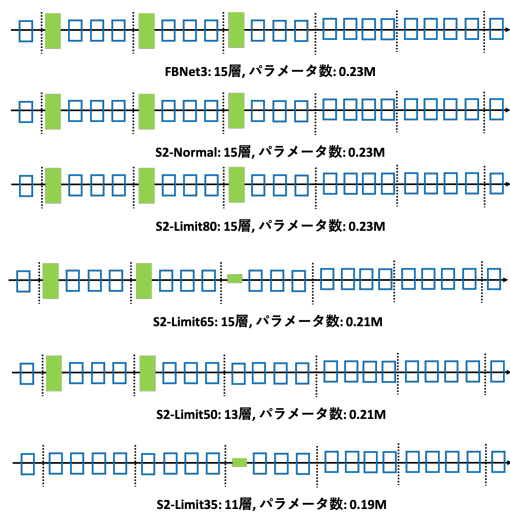 FBNet3: 15層, パラメータ数: 0.23M
S2-Normal: 15層, パラメータ数: 0.23M
S2-Limit80: 15層, パラメータ数: 0.23M
S2-Limit65: 15層, パラメータ数: 0.21M
S2-Limit50: 13層, パラメータ数: 0.21M
S2-Limit35: 11層, パラメータ数: 0.19M